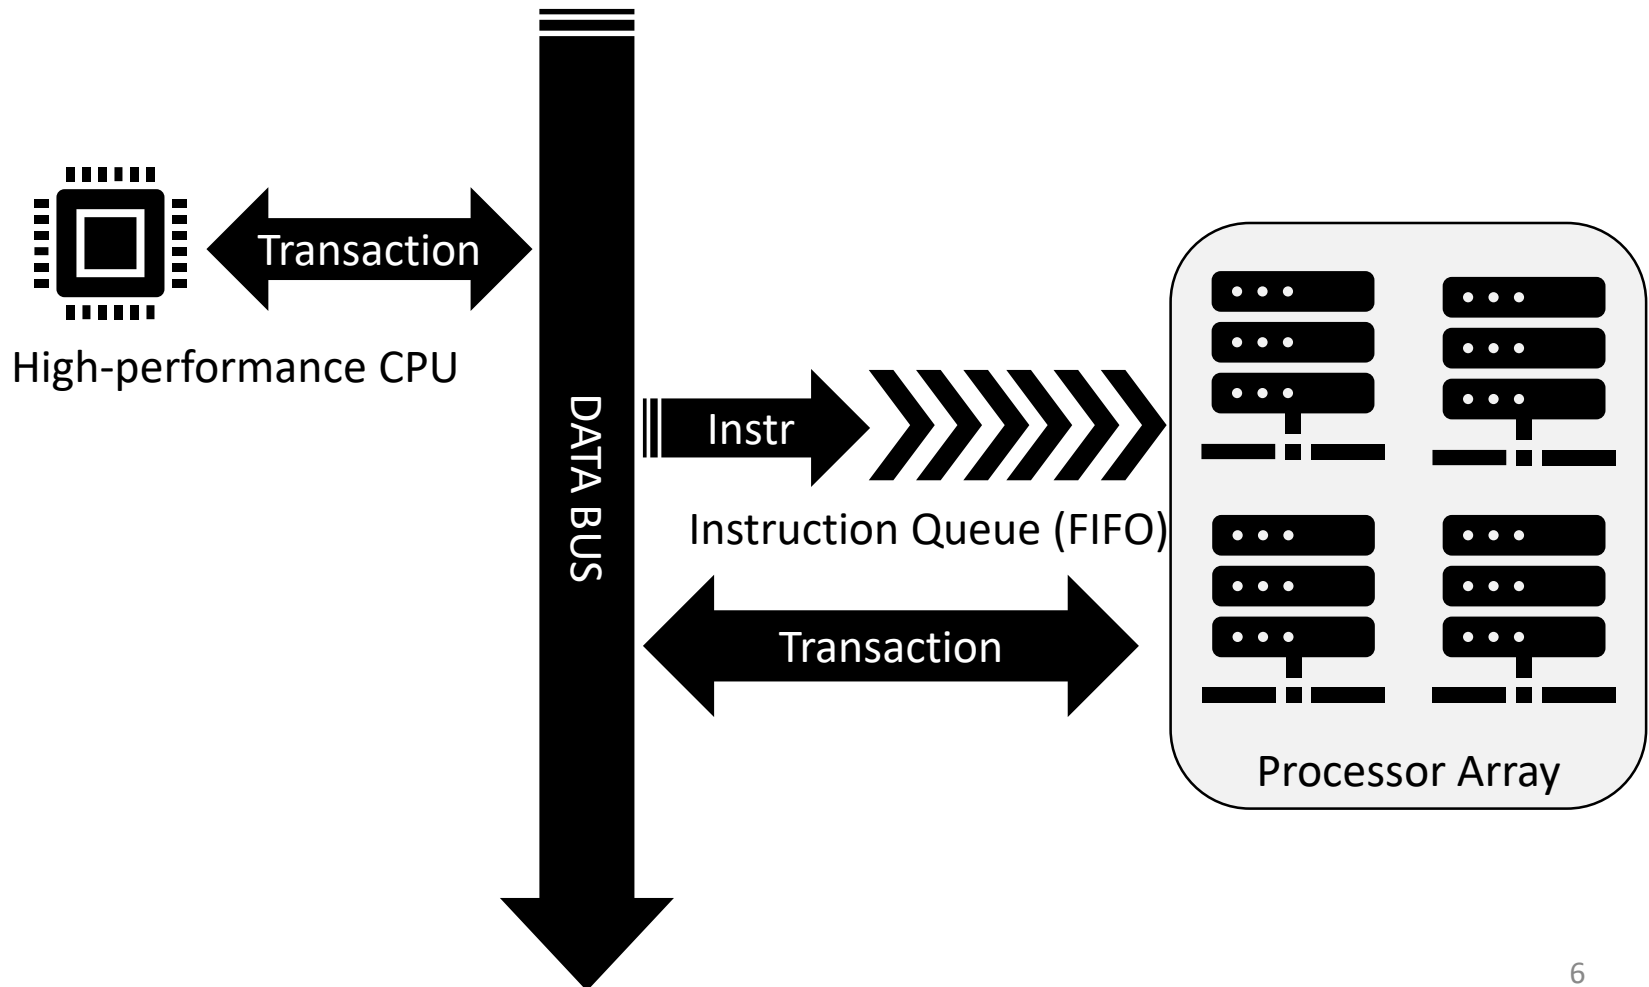 Transaction
High-performance CPU
DATA BUS
Instr
Instruction Queue (FIFO)
Transaction
Processor Array
6